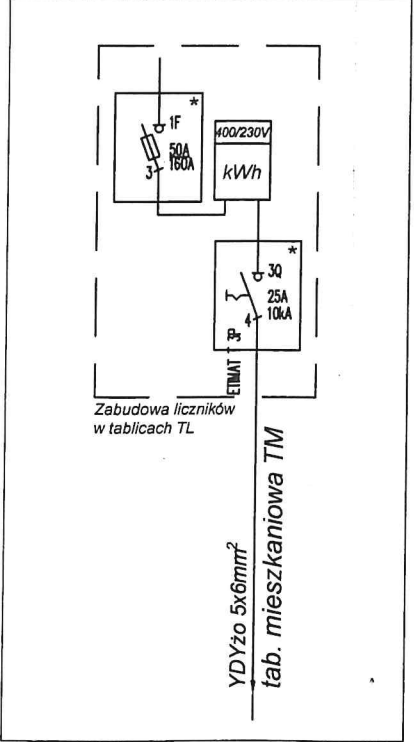 *
1F
50A
160A
3
400/230V
kWh
*
3Q
25A
10kA
4
ETIMAT
Zabudowa liczników
w tablicach TL
YDYżo 5x6mm²
tab. mieszkaniowa TM